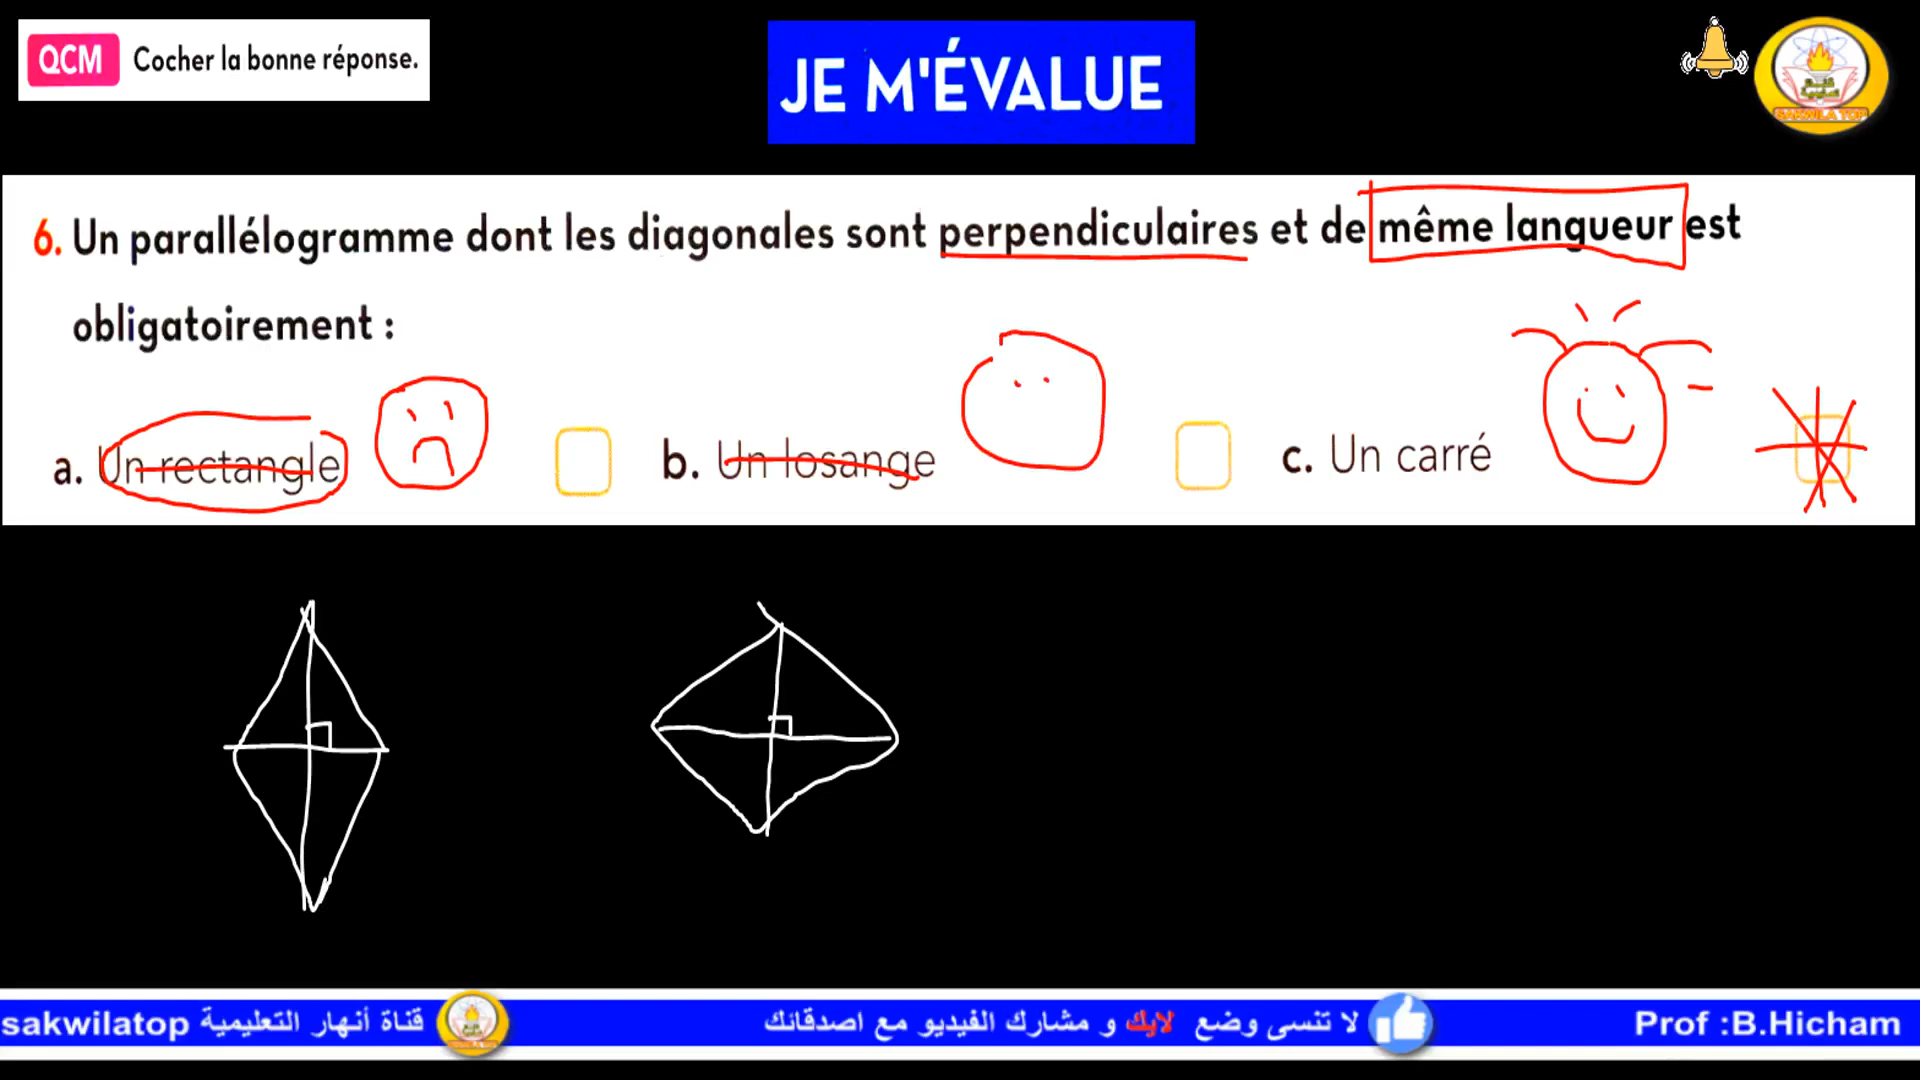 QCM Cocher la bonne réponse.
JE M'ÉVALUE
SAKWILA TOP
6. Un parallélogramme dont les diagonales sont perpendiculaires et de même langueur est
obligatoirement :
a. Un rectangle b. Un losange c. Un carré
sakwilatop قناة أنهار التعليمية لا تنسى وضع لايك و مشارك الفيديو مع اصدقائك Prof :B.Hicham